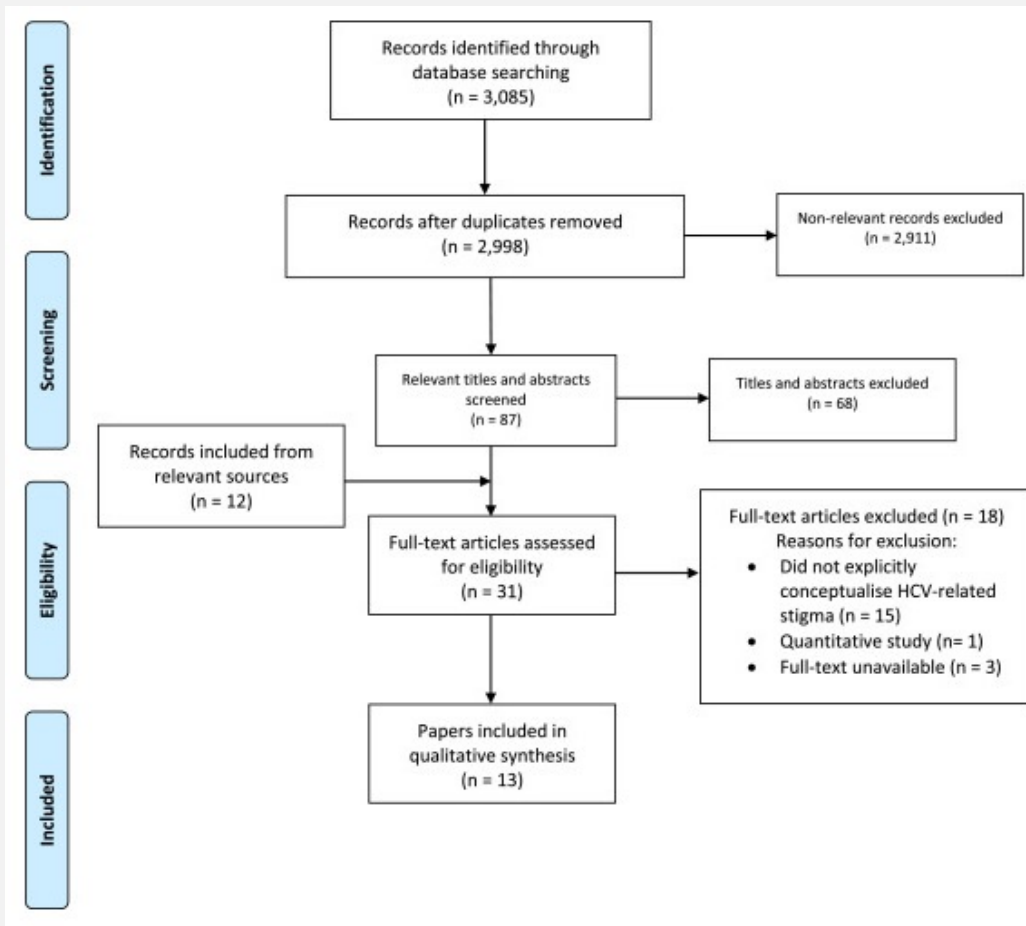 Identification
Records identified through
database searching
(n = 3,085)
Records after duplicates removed
(n = 2,998)
Non-relevant records excluded
(n = 2,911)
Screening
Relevant titles and abstracts
screened
(n = 87)
Titles and abstracts excluded
(n = 68)
Records included from
relevant sources
(n = 12)
Eligibility
Full-text articles assessed
for eligibility
(n = 31)
Full-text articles excluded (n = 18)
Reasons for exclusion:
• Did not explicitly
conceptualise HCV-related
stigma (n = 15)
• Quantitative study (n= 1)
• Full-text unavailable (n = 3)
Included
Papers included in
qualitative synthesis
(n = 13)